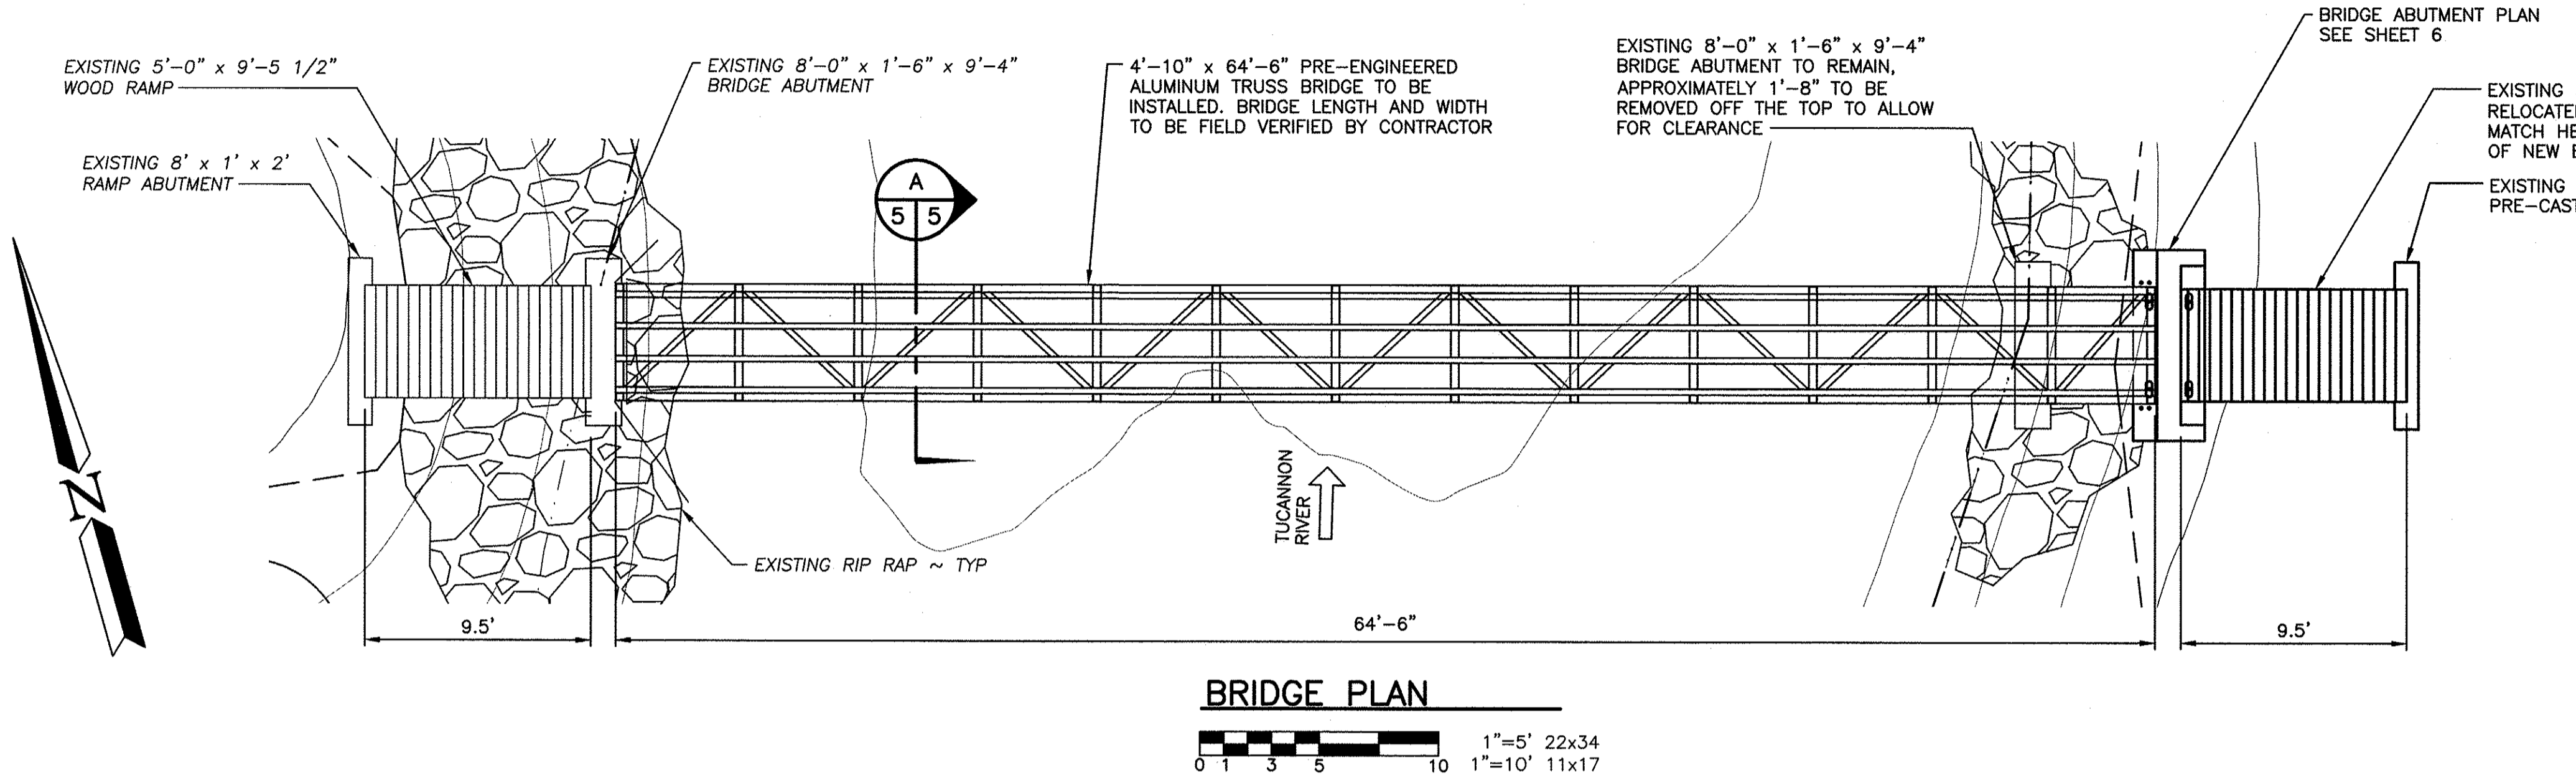 EXISTING 5'-0" x 9'-5 1/2"
WOOD RAMP
EXISTING 8' x 1' x 2'
RAMP ABUTMENT
EXISTING 8'-0" x 1'-6" x 9'-4"
BRIDGE ABUTMENT
4'-10" x 64'-6" PRE-ENGINEERED
ALUMINUM TRUSS BRIDGE TO BE
INSTALLED. BRIDGE LENGTH AND WIDTH
TO BE FIELD VERIFIED BY CONTRACTOR
EXISTING 8'-0" x 1'-6" x 9'-4"
BRIDGE ABUTMENT TO REMAIN,
APPROXIMATELY 1'-8" TO BE
REMOVED OFF THE TOP TO ALLOW
FOR CLEARANCE
BRIDGE ABUTMENT PLAN
SEE SHEET 6
EXISTING
RELOCATE
MATCH HE
OF NEW
EXISTING
PRE-CAST
A
5 5
N
TUCANNON
RIVER
EXISTING RIP RAP ~ TYP
9.5'
64'-6"
9.5'
BRIDGE PLAN
0 1 3 5 10
1"=5' 22x34
1"=10' 11x17